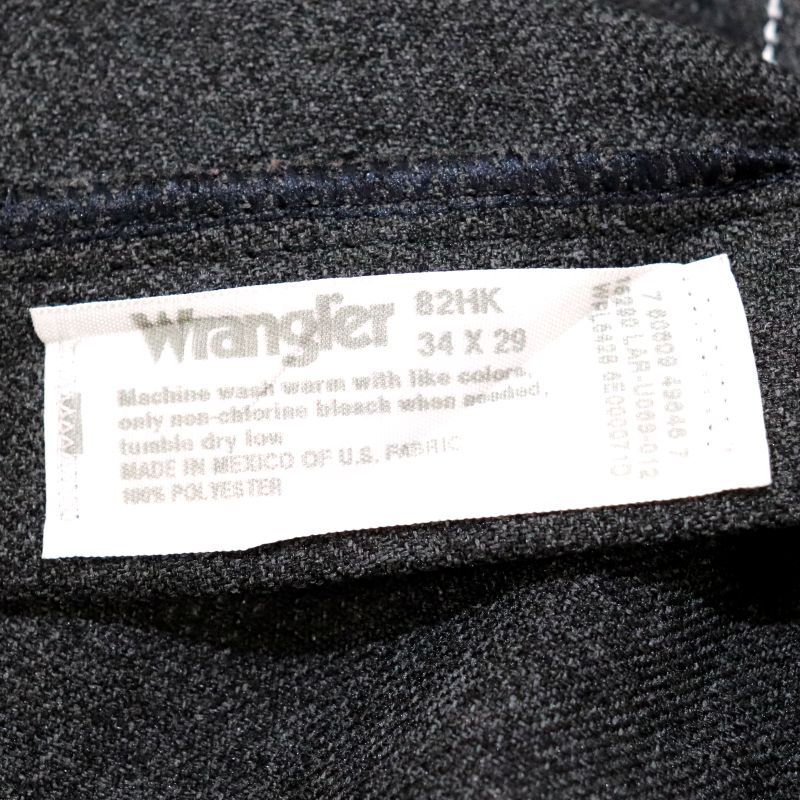 Wrangler
82HK
34 X 29
Machine wash warm with like colors,
only non-chlorine bleach when needed,
tumble dry low
MADE IN MEXICO OF U.S. FABRIC
100% POLYESTER